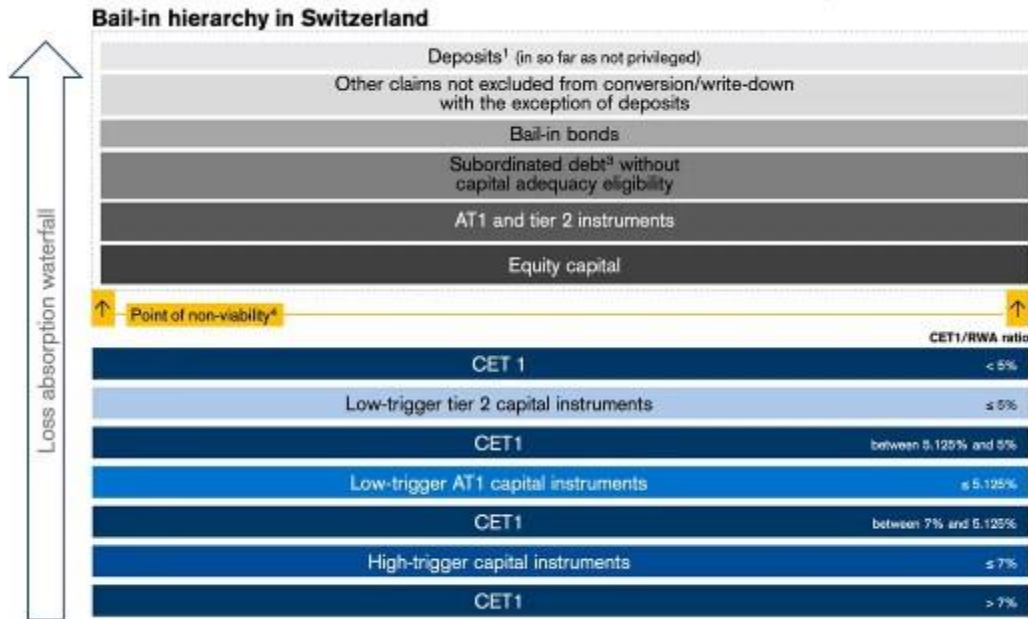 Bail-in hierarchy in Switzerland
Deposits¹ (in so far as not privileged)
Other claims not excluded from conversion/write-down
with the exception of deposits
Bail-in bonds
Subordinated debt³ without
capital adequacy eligibility
AT1 and tier 2 instruments
Equity capital
Loss absorption waterfall
Point of non-viability⁴
CET1/RWA ratio
CET 1 < 5%
Low-trigger tier 2 capital instruments ≤ 5%
CET1 between 5.125% and 5%
Low-trigger AT1 capital instruments ≤ 5.125%
CET1 between 7% and 5.125%
High-trigger capital instruments ≤ 7%
CET1 > 7%